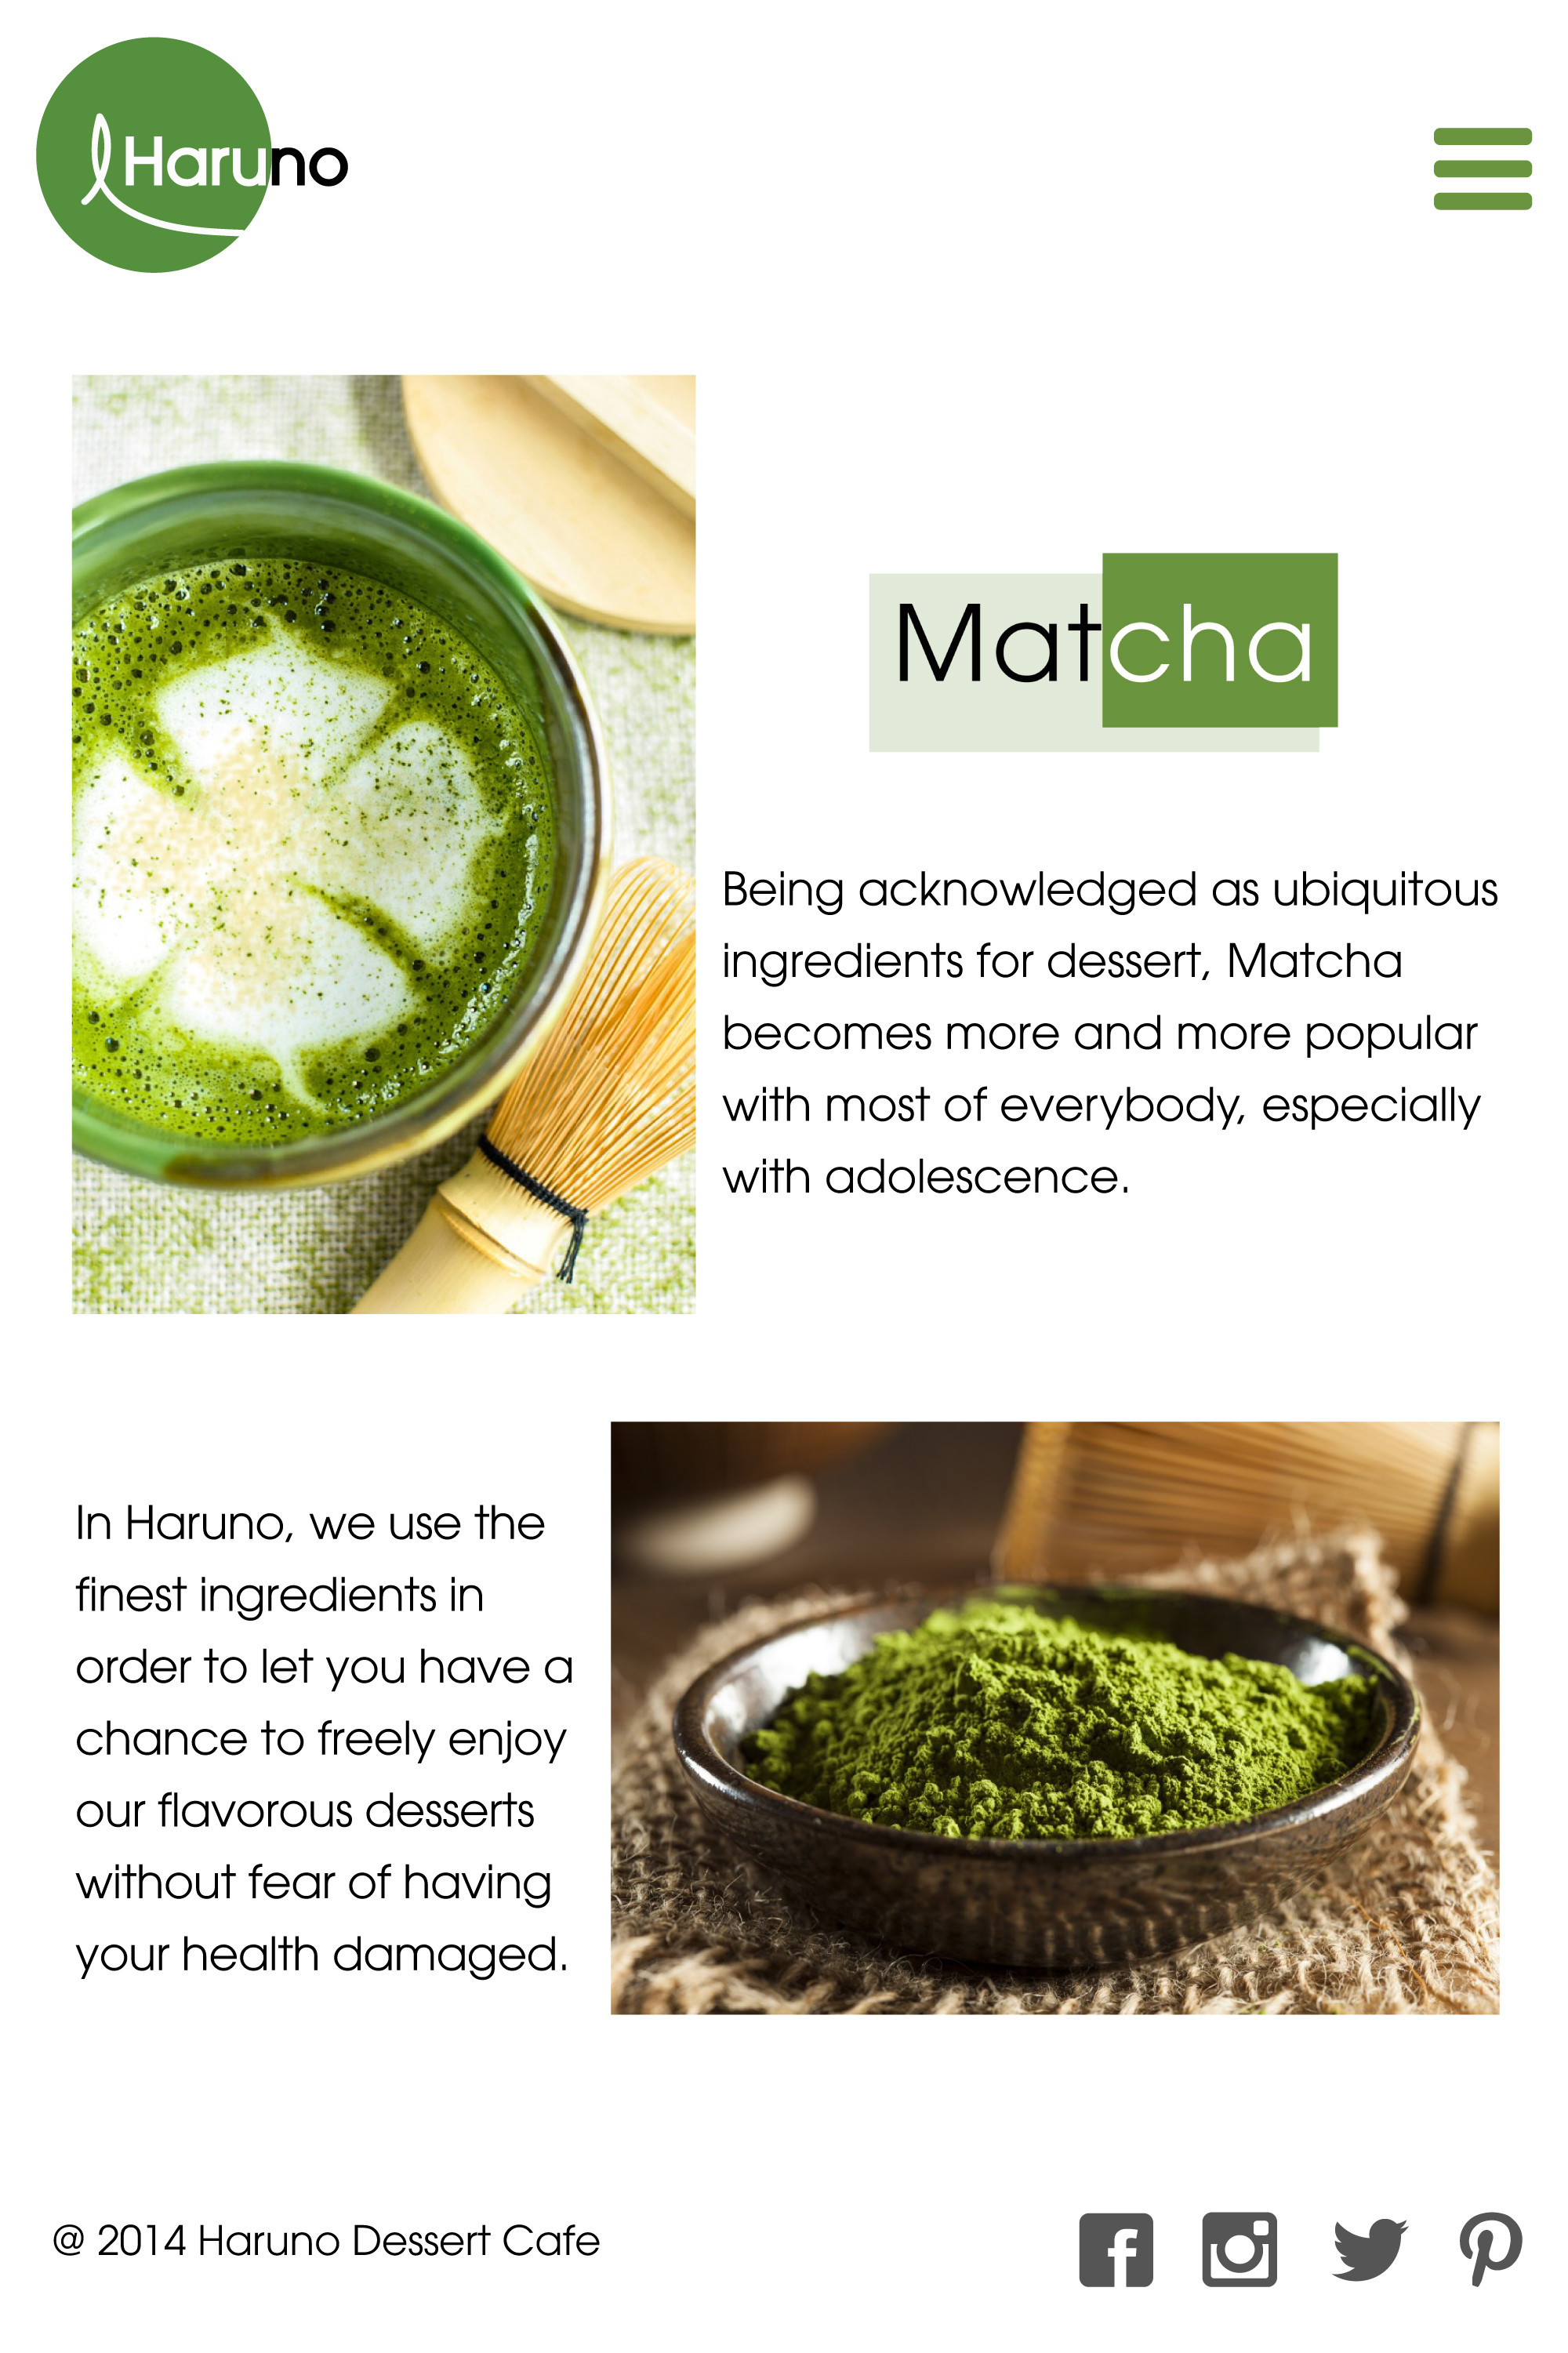 Haruno
Matcha
Being acknowledged as ubiquitous
ingredients for dessert, Matcha
becomes more and more popular
with most of everybody, especially
with adolescence.
In Haruno, we use the
finest ingredients in
order to let you have a
chance to freely enjoy
our flavorous desserts
without fear of having
your health damaged.
@ 2014 Haruno Dessert Cafe